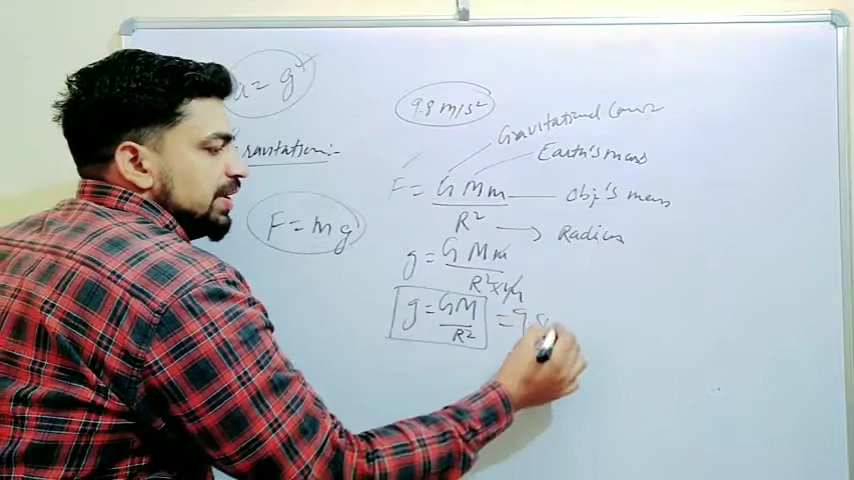 a = g
9.8 m/s²
Gravitational Const
ravitation:-
Earth's mass
F = GMm
R²
Obj's mass
F = mg
Radius
g = GMm
R² × m
g = GM
R²
= 9.8